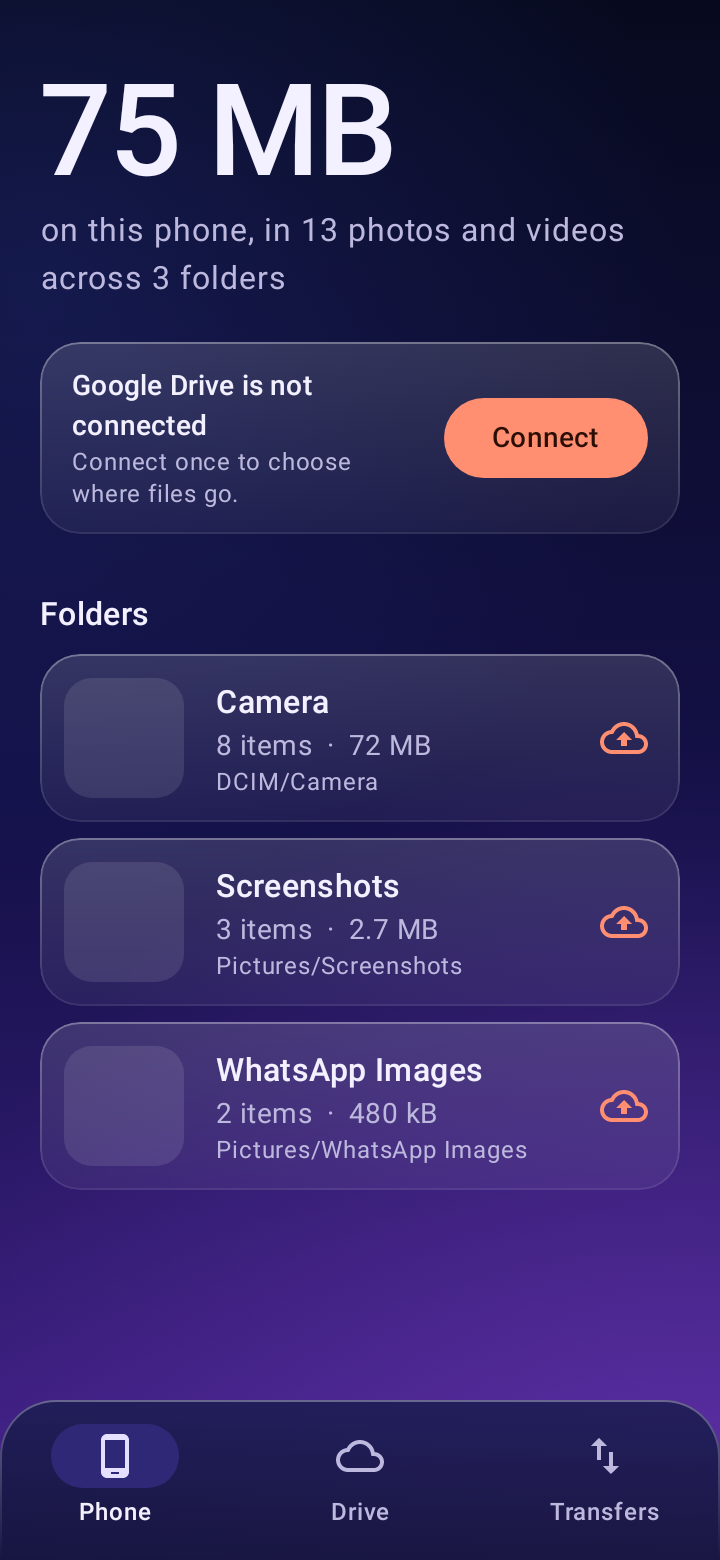 75 MB
on this phone, in 13 photos and videos
across 3 folders
Google Drive is not
connected
Connect once to choose
where files go.
Connect
Folders
Camera
8 items · 72 MB
DCIM/Camera
Screenshots
3 items · 2.7 MB
Pictures/Screenshots
WhatsApp Images
2 items · 480 kB
Pictures/WhatsApp Images
Phone
Drive
Transfers